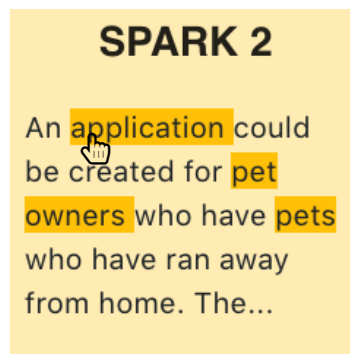 SPARK 2
An application could
be created for pet
owners who have pets
who have ran away
from home. The...